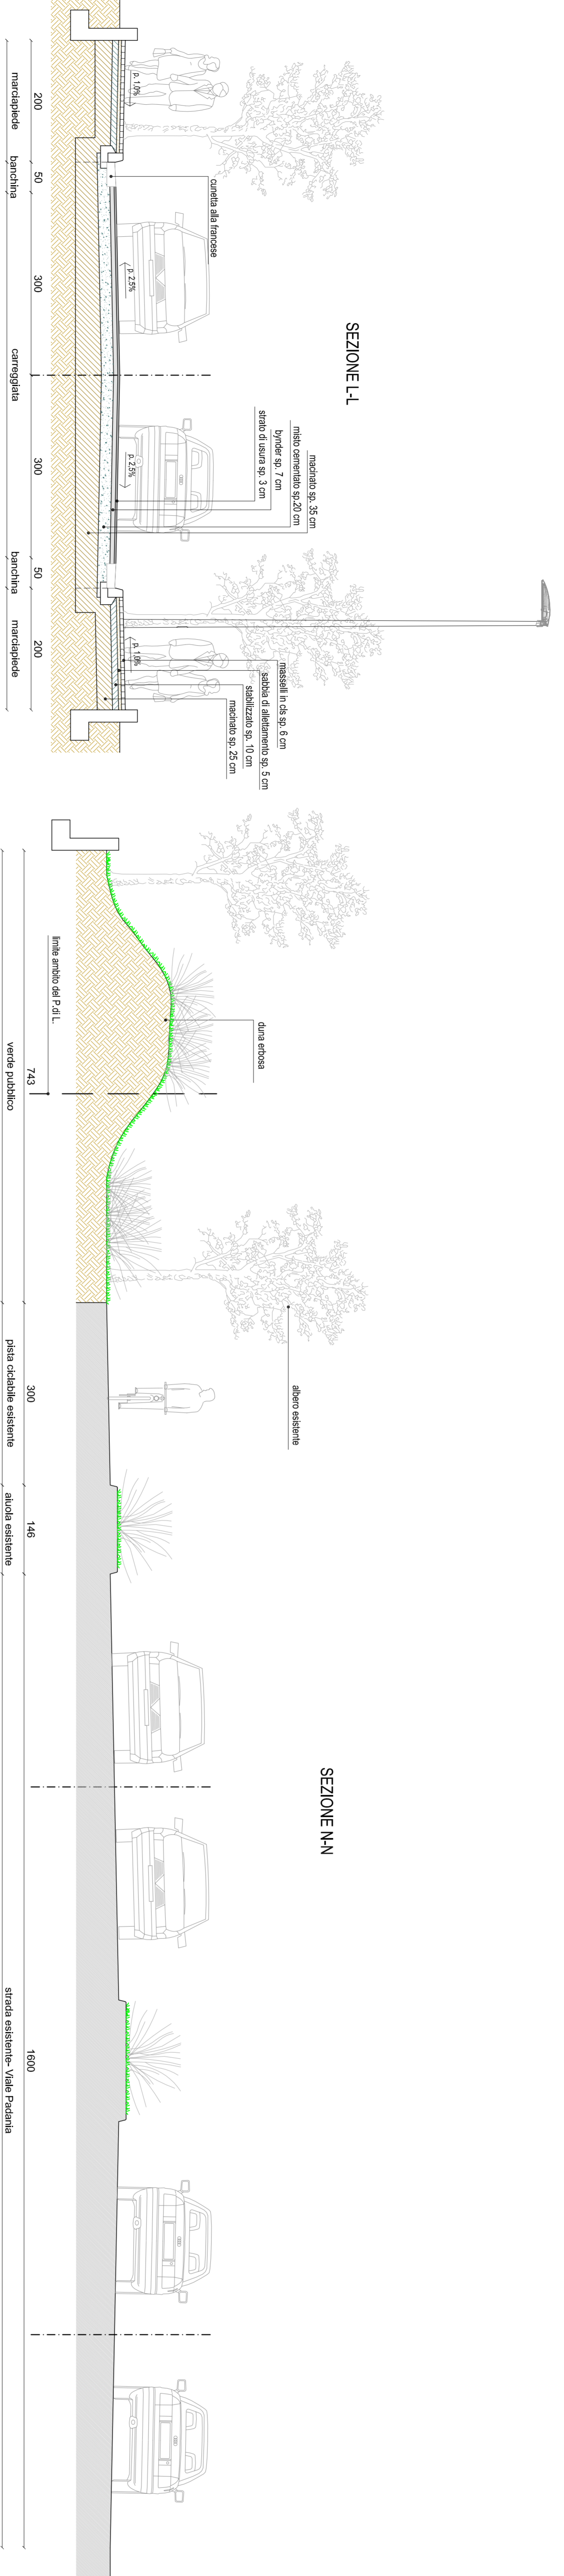 SEZIONE L-L
cunetta alla francese
macinato sp. 35 cm
misto cementato sp.20 cm
bynder sp. 7 cm
strato di usura sp. 3 cm
masselli in cls sp. 6 cm
sabbia di allettamento sp. 5 cm
stabilizzato sp. 10 cm
macinato sp. 25 cm
p. 1,0%
p. 2,5%
p. 2,5%
p. 1,0%
200 50 300 300 50 200
marciapiede banchina carreggiata banchina marciapiede
SEZIONE N-N
albero esistente
duna erbosa
limite ambito del P.di L.
743 300 146 1600
verde pubblico pista ciclabile esistente aiuola esistente strada esistente- Viale Padania